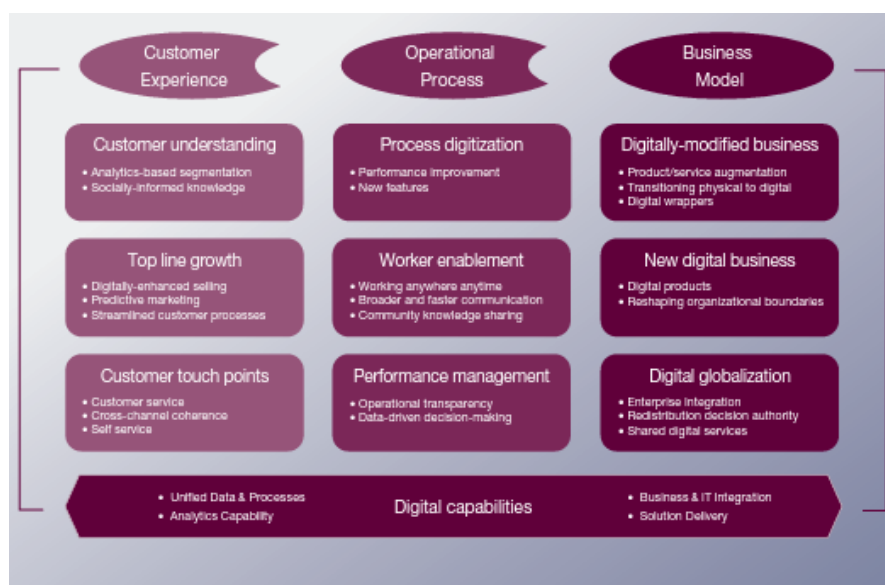 Customer
Experience
Operational
Process
Business
Model
Customer understanding
• Analytics-based segmentation
• Socially-informed knowledge
Process digitization
• Performance improvement
• New features
Digitally-modified business
• Product/service augmentation
• Transitioning physical to digital
• Digital wrappers
Top line growth
• Digitally-enhanced selling
• Predictive marketing
• Streamlined customer processes
Worker enablement
• Working anywhere anytime
• Broader and faster communication
• Community knowledge sharing
New digital business
• Digital products
• Reshaping organizational boundaries
Customer touch points
• Customer service
• Cross-channel coherence
• Self service
Performance management
• Operational transparency
• Data-driven decision-making
Digital globalization
• Enterprise Integration
• Redistribution decision authority
• Shared digital services
• Unified Data & Processes
• Analytics Capability
Digital capabilities
• Business & IT Integration
• Solution Delivery